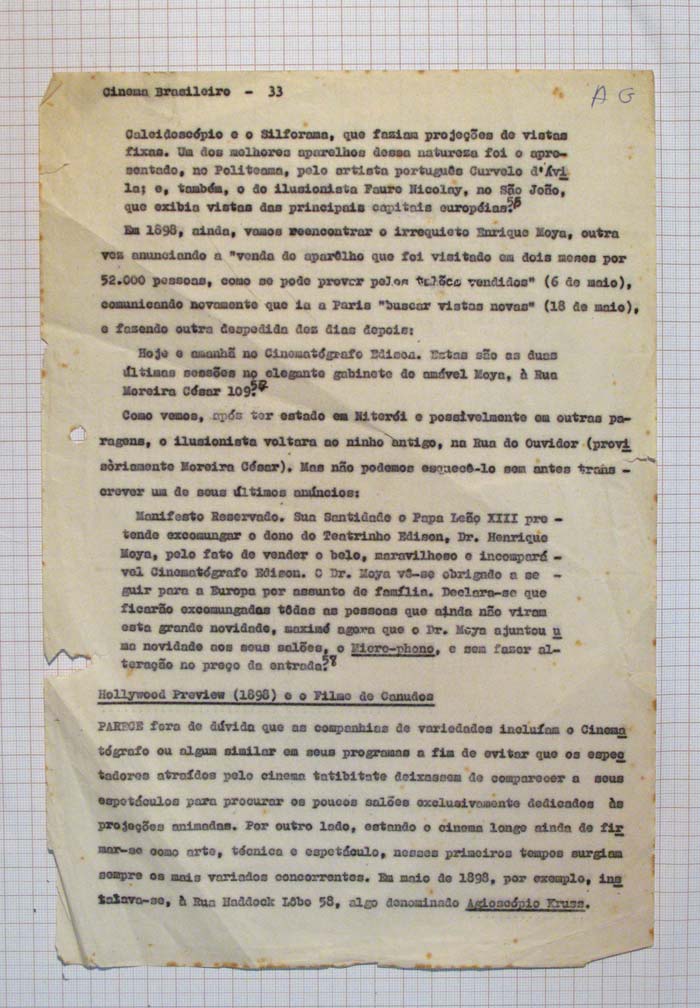 Cinema Brasileiro - 33
A G
Caleidoscópio e o Silforama, que faziam projeções de vistas
fixas. Um dos melhores aparelhos dessa natureza foi o apre-
sentado, no Politeama, pelo artista português Curvelo d'Ávi
la; e, também, o do ilusionista Faure Nicolay, no São João,
que exibia vistas das principais capitais européias.
Em 1898, ainda, vamos reencontrar o irrequieto Enrique Moya, outra
vez anunciando a "venda do aparêlho que foi visitado em dois meses por
52.000 pessoas, como se pode prever pelos talões vendidos" (6 de maio),
comunicando novamente que ia a Paris "buscar vistas novas" (18 de maio),
e fazendo outra despedida dez dias depois:
Hoje e amanhã no Cinematógrafo Edison. Estas são as duas
últimas sessões no elegante gabinete do amável Moya, à Rua
Moreira César 109.
Como vemos, após ter estado em Niterói e possivelmente em outras pa-
ragens, o ilusionista voltara ao ninho antigo, na Rua do Ouvidor (provi
sòriamente Moreira César). Mas não podemos esquecê-lo sem antes trans -
crever um de seus últimos anúncios:
Manifesto Reservado. Sua Santidade o Papa Leão XIII pre -
tende excomungar o dono do Teatrinho Edison, Dr. Henrique
Moya, pelo fato de vender o belo, maravilhoso e incompará -
vel Cinematógrafo Edison. O Dr. Moya vê-se obrigado a se -
guir para a Europa por assunto de família. Declara-se que
ficarão excomungadas tôdas as pessoas que ainda não viram
esta grande novidade, maximé agora que o Dr. Moya ajuntou u
ma novidade aos seus salões, o Micro-phono, e sem fazer al-
teração no preço da entrada.58
Hollywood Preview (1898) e o Filme de Canudos
PARECE fora de dúvida que as companhias de variedades incluíam o Cinema
tógrafo ou algum similar em seus programas a fim de evitar que os espec
tadores atraídos pelo cinema tatibitate deixassem de comparecer a seus
espetáculos para procurar os poucos salões exclusivamente dedicados às
projeções animadas. Por outro lado, estando o cinema longe ainda de fir
mar-se como arte, técnica e espetáculo, nesses primeiros tempos surgiam
sempre os mais variados concorrentes. Em maio de 1898, por exemplo, ins
talava-se, à Rua Haddock Lôbo 58, algo denominado Agioscópio Kruss.